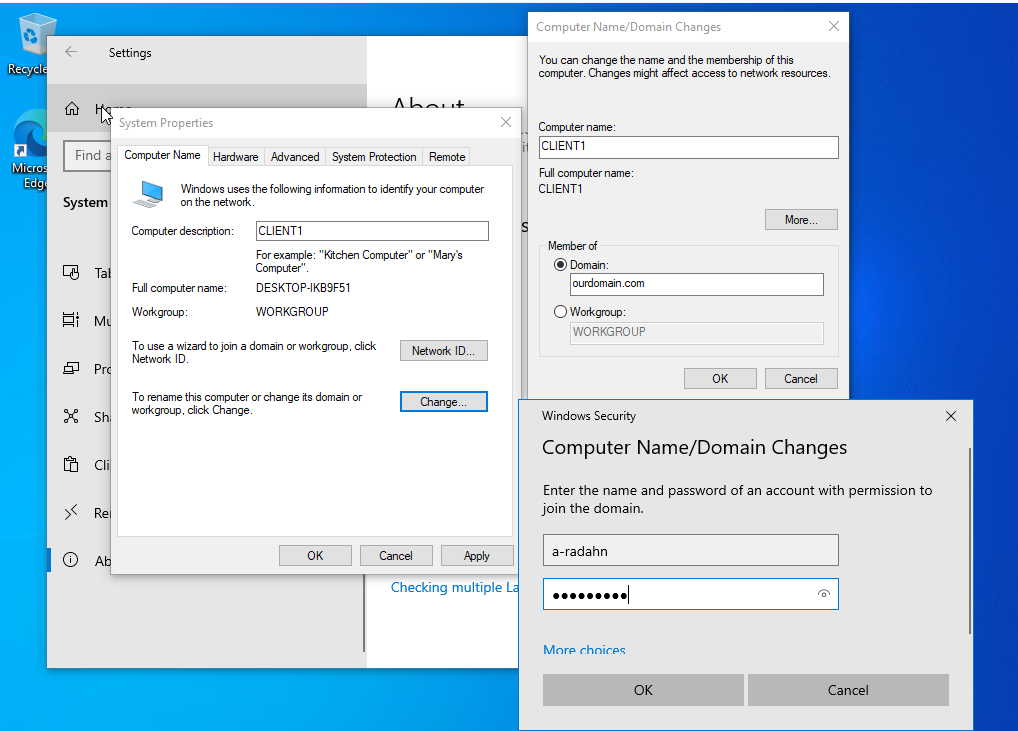 Recycle
Micros
Edge
Settings
Home
Find a
System
Tab
Mu
Pro
Sha
Cli
Re
Ab
About
Checking multiple La
System Properties
Computer Name
Hardware
Advanced
System Protection
Remote
Windows uses the following information to identify your computer
on the network.
Computer description:
CLIENT1
For example: "Kitchen Computer" or "Mary's
Computer".
Full computer name:
DESKTOP-IKB9F51
Workgroup:
WORKGROUP
To use a wizard to join a domain or workgroup, click
Network ID.
Network ID...
To rename this computer or change its domain or
workgroup, click Change.
Change...
OK
Cancel
Apply
Computer Name/Domain Changes
You can change the name and the membership of this
computer. Changes might affect access to network resources.
Computer name:
CLIENT1
Full computer name:
CLIENT1
More...
Member of
Domain:
ourdomain.com
Workgroup:
WORKGROUP
OK
Cancel
Windows Security
Computer Name/Domain Changes
Enter the name and password of an account with permission to
join the domain.
a-radahn
●●●●●●●●●
More choices
OK
Cancel